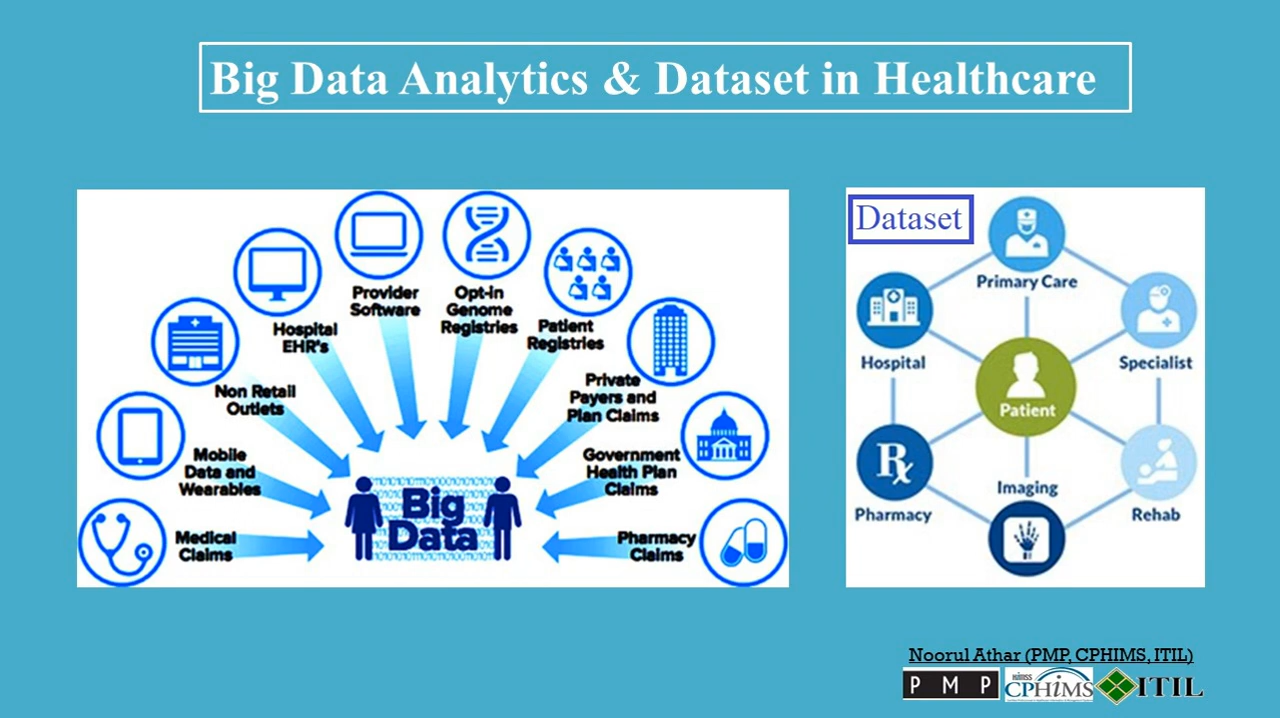 Big Data Analytics & Dataset in Healthcare
Provider
Software
Opt-in
Genome
Registries
Hospital
EHR's
Patient
Registries
Non Retail
Outlets
Private
Payers and
Plan Claims
Mobile
Data and
Wearables
Government
Health Plan
Claims
Medical
Claims
Big
Data
Pharmacy
Claims
Dataset
Primary Care
Hospital
Specialist
Patient
Rx
Pharmacy
Imaging
Rehab
Noorul Athar (PMP, CPHIMS, ITIL)
PMP
HIMSS
CPHIMS
ITIL